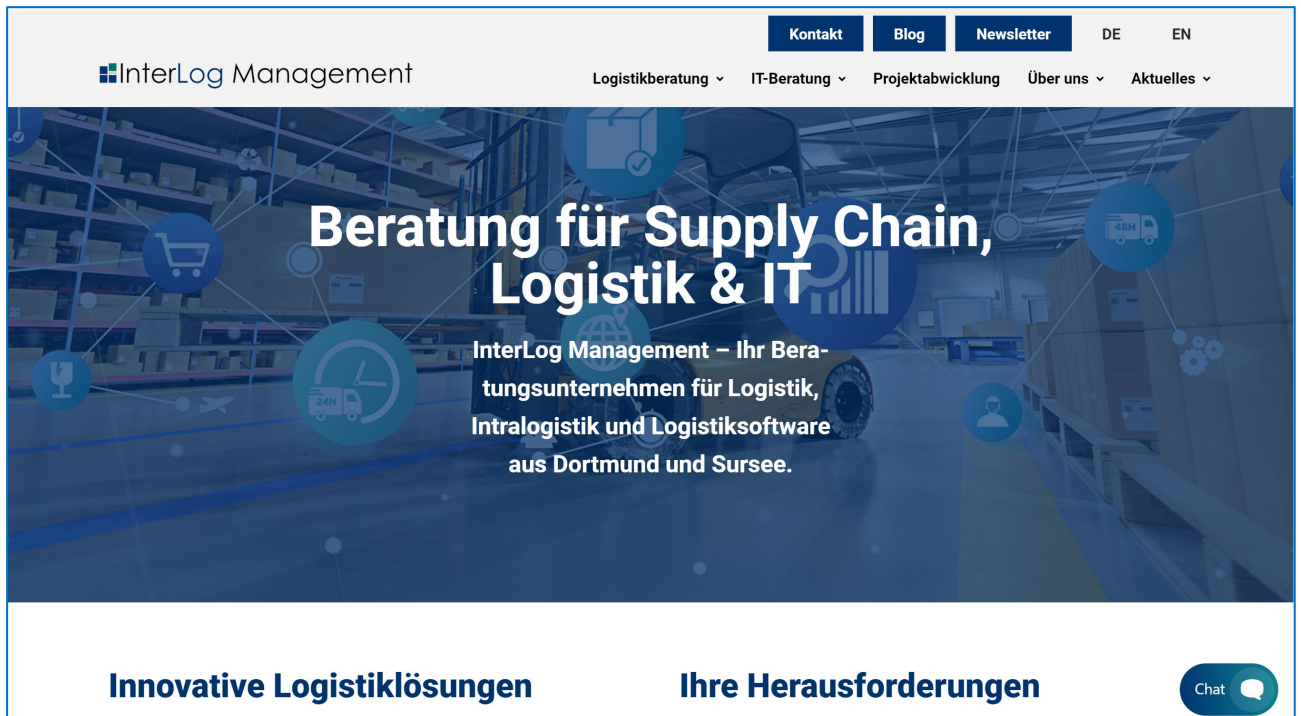 Kontakt
Blog
Newsletter
DE
EN
InterLog Management
Logistikberatung
IT-Beratung
Projektabwicklung
Über uns
Aktuelles
48H
24H
Beratung für Supply Chain,
Logistik & IT
InterLog Management – Ihr Bera-
tungsunternehmen für Logistik,
Intralogistik und Logistiksoftware
aus Dortmund und Sursee.
Innovative Logistiklösungen
Ihre Herausforderungen
Chat